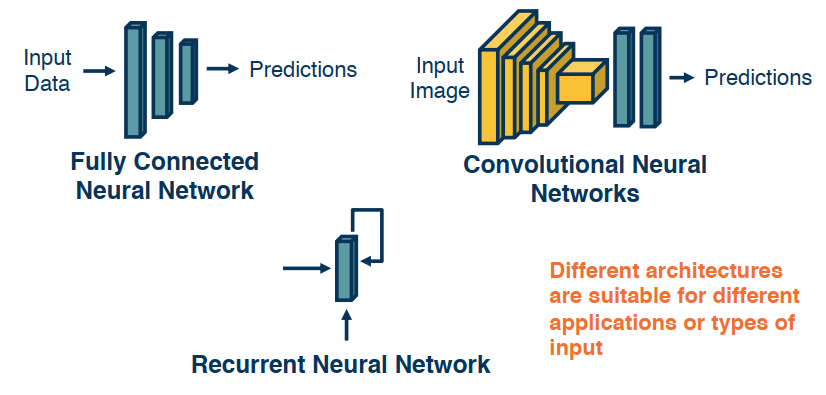 Input
Data
Predictions
Fully Connected
Neural Network
Input
Image
Predictions
Convolutional Neural
Networks
Recurrent Neural Network
Different architectures
are suitable for different
applications or types of
input